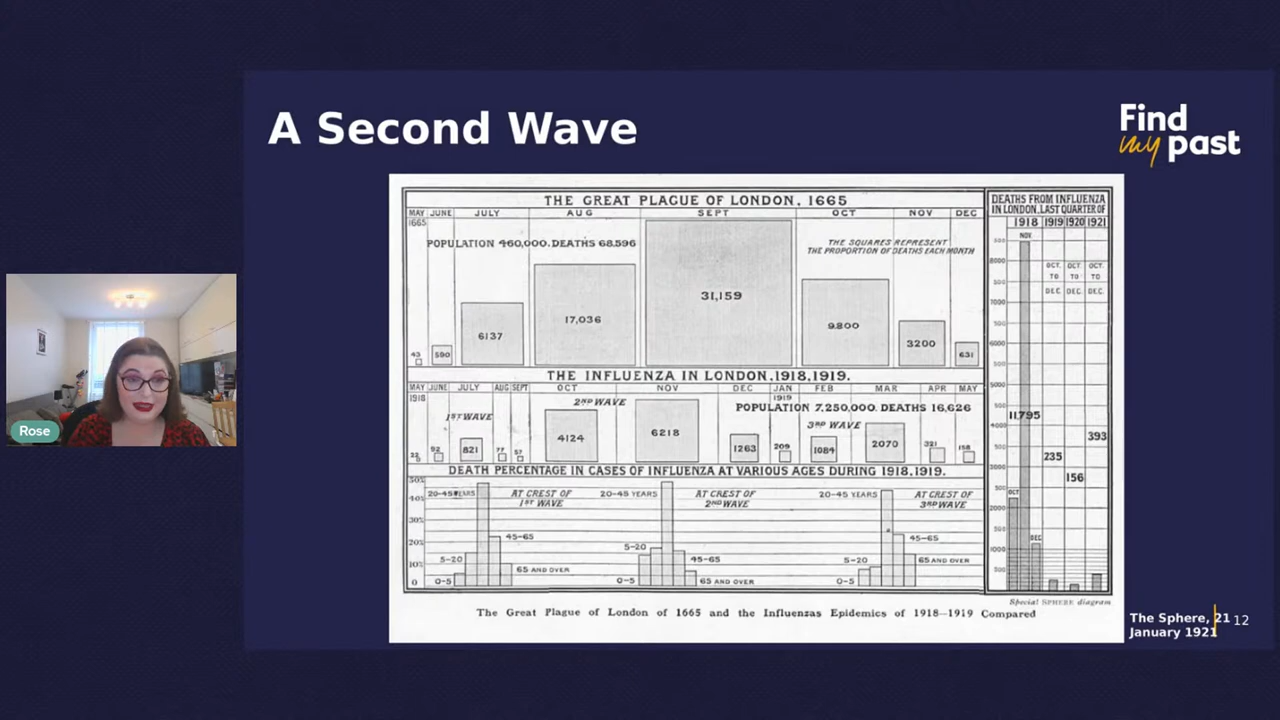 A Second Wave
Find
my past
THE GREAT PLAGUE OF LONDON, 1665
MAY JUNE JULY AUG SEPT OCT NOV DEC
1665
POPULATION 460,000. DEATHS 68,596
THE SQUARES REPRESENT
THE PROPORTION OF DEATHS EACH MONTH
43 590 6137 17,036 31,159 9,800 3200 631
THE INFLUENZA IN LONDON, 1918, 1919.
MAY JUNE JULY AUG SEPT OCT NOV DEC JAN FEB MAR APR MAY
1918 1919
1ST WAVE 2ND WAVE 3RD WAVE
POPULATION 7,250,000. DEATHS 16,626
821 77 4124 6218 1263 209 1084 2070 321
DEATH PERCENTAGE IN CASES OF INFLUENZA AT VARIOUS AGES DURING 1918, 1919.
50%
40%
30%
20%
10%
0
20-45 YEARS AT CREST OF
1ST WAVE
5-20 45-65
0-5 65 AND OVER
20-45 YEARS AT CREST OF
2ND WAVE
5-20 45-65
0-5 65 AND OVER
20-45 YEARS AT CREST OF
3RD WAVE
5-20 45-65
0-5 65 AND OVER
DEATHS FROM INFLUENZA
IN LONDON, LAST QUARTER OF
1918 1919 1920 1921
NOV.
OCT. OCT. OCT.
TO TO TO
DEC. DEC. DEC.
11795
393
235
156
OCT
DEC.
Special SPHERE diagram
The Great Plague of London of 1665 and the Influenzas Epidemics of 1918—1919 Compared
The Sphere, 21
January 1921
12
Rose